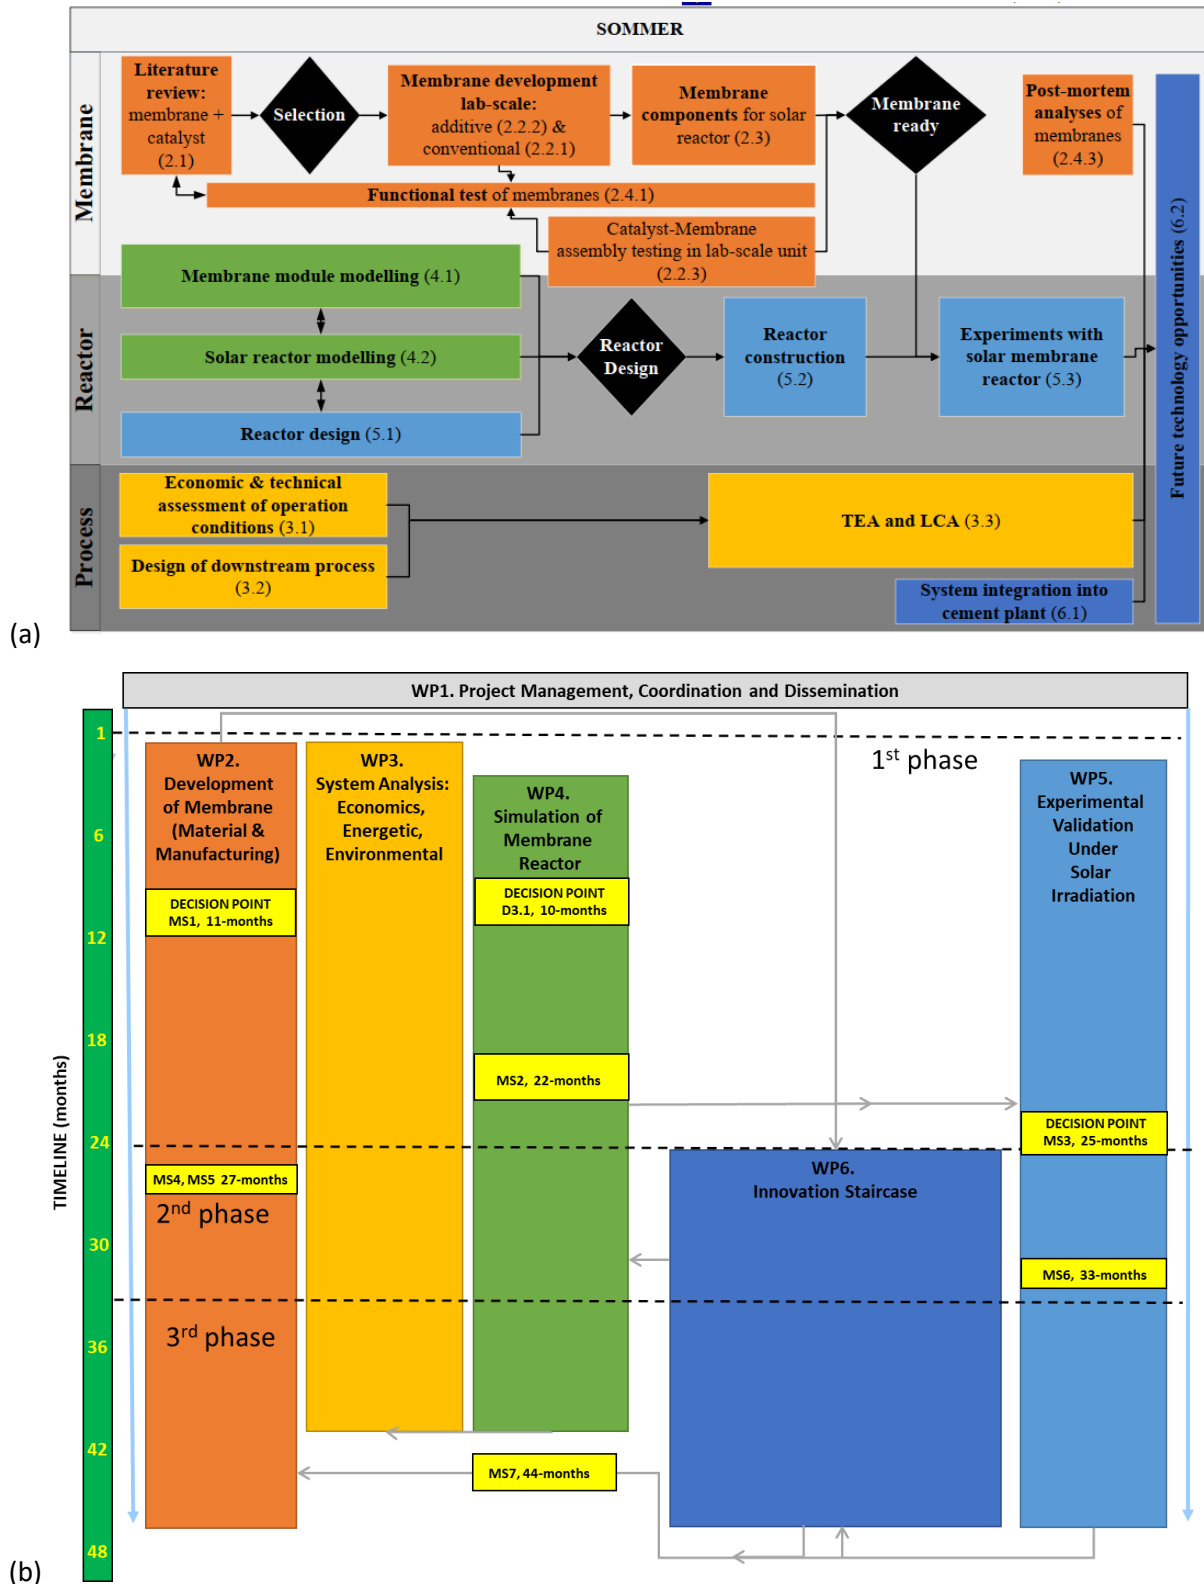 SOMMER
Membrane
Literature
review:
membrane +
catalyst
(2.1)
Selection
Membrane development
lab-scale:
additive (2.2.2) &
conventional (2.2.1)
Membrane
components for solar
reactor (2.3)
Membrane
ready
Post-mortem
analyses of
membranes
(2.4.3)
Functional test of membranes (2.4.1)
Catalyst-Membrane
assembly testing in lab-scale unit
(2.2.3)
Future technology opportunities (6.2)
Reactor
Membrane module modelling (4.1)
Solar reactor modelling (4.2)
Reactor design (5.1)
Reactor
Design
Reactor
construction
(5.2)
Experiments with
solar membrane
reactor (5.3)
Process
Economic & technical
assessment of operation
conditions (3.1)
Design of downstream process
(3.2)
TEA and LCA (3.3)
System integration into
cement plant (6.1)
(a)
WP1. Project Management, Coordination and Dissemination
TIMELINE (months)
1
6
12
18
24
30
36
42
48
1st phase
WP2.
Development
of Membrane
(Material &
Manufacturing)
DECISION POINT
MS1, 11-months
MS4, MS5 27-months
2nd phase
3rd phase
WP3.
System Analysis:
Economics,
Energetic,
Environmental
WP4.
Simulation of
Membrane
Reactor
DECISION POINT
D3.1, 10-months
MS2, 22-months
MS7, 44-months
WP6.
Innovation Staircase
WP5.
Experimental
Validation
Under
Solar
Irradiation
DECISION POINT
MS3, 25-months
MS6, 33-months
(b)